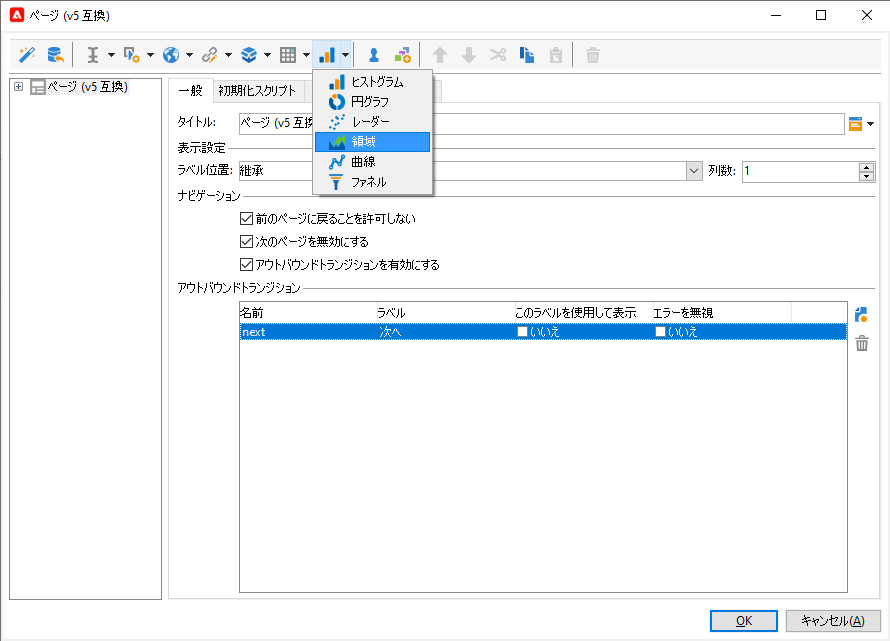 ページ (v5 互換)
ページ (v5 互換)
一般
初期化スクリプト
ヒストグラム
円グラフ
レーダー
領域
曲線
ファネル
タイトル:
ページ (v5 互換
表示設定
ラベル位置:
継承
列数:
1
ナビゲーション
前のページに戻ることを許可しない
次のページを無効にする
アウトバウンドトランジションを有効にする
アウトバウンドトランジション
名前 ラベル このラベルを使用して表示 エラーを無視
next 次へ いいえ いいえ
OK
キャンセル(A)